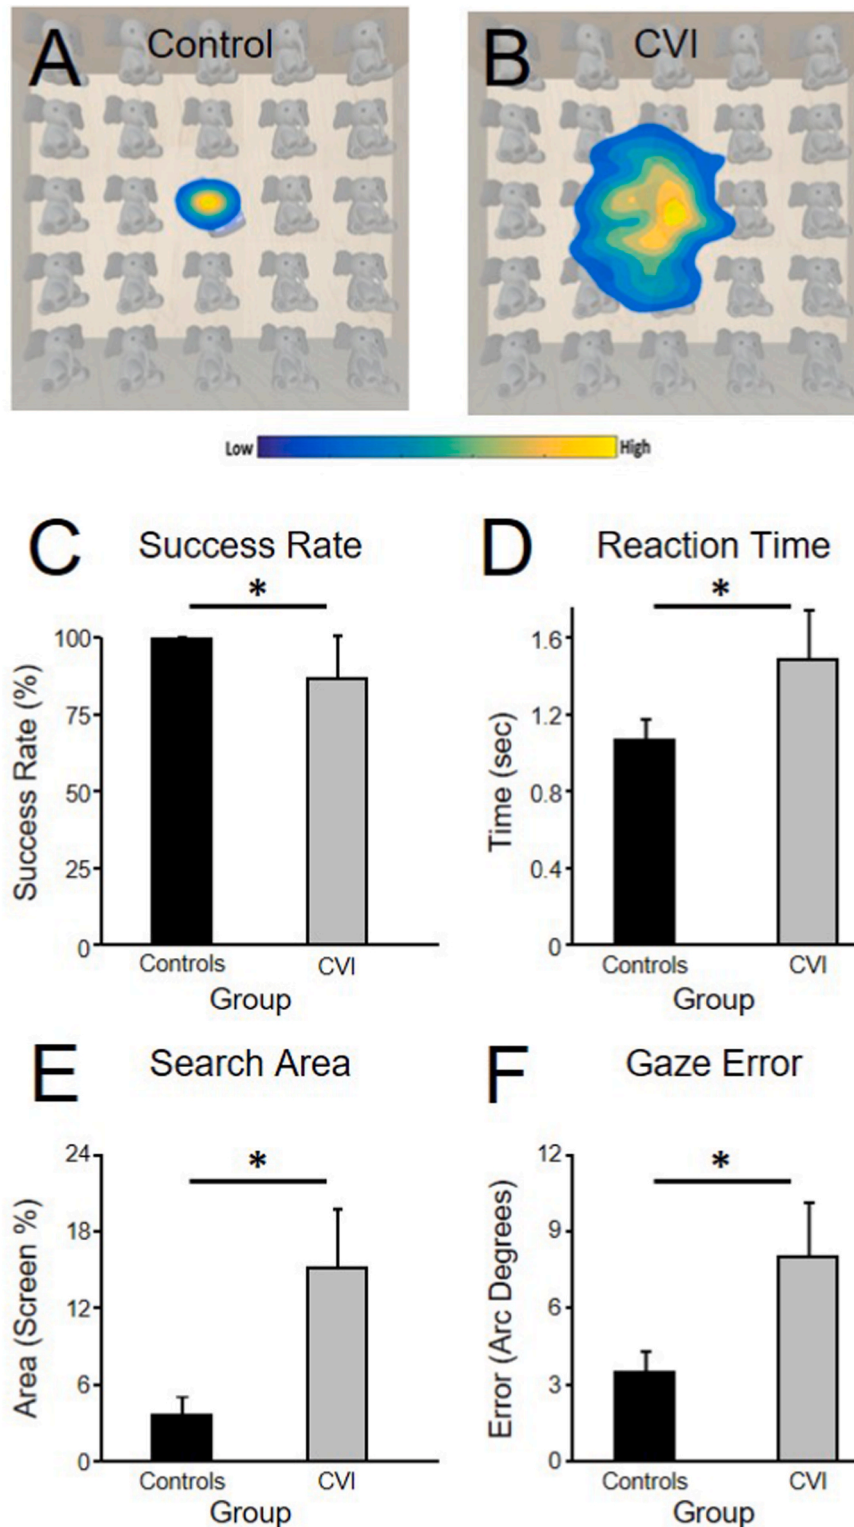 A Control
B CVI
Low High
C Success Rate
*
Success Rate (%)
100
75
50
25
0
Controls CVI
Group
D Reaction Time
*
Time (sec)
1.6
1.2
0.8
0.4
0
Controls CVI
Group
E Search Area
*
Area (Screen %)
24
18
12
6
0
Controls CVI
Group
F Gaze Error
*
Error (Arc Degrees)
12
9
6
3
0
Controls CVI
Group